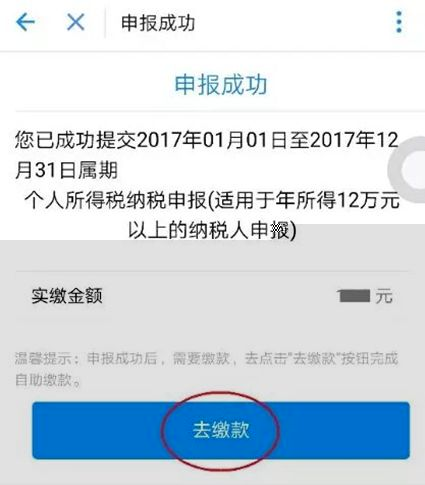 申报成功
申报成功
您已成功提交2017年01月01日至2017年12
月31日属期
个人所得税纳税申报(适用于年所得12万元
以上的纳税人申报)
实缴金额 元
温馨提示：申报成功后，需要缴款，去点击"去缴款"按钮完成
自助缴款。
去缴款